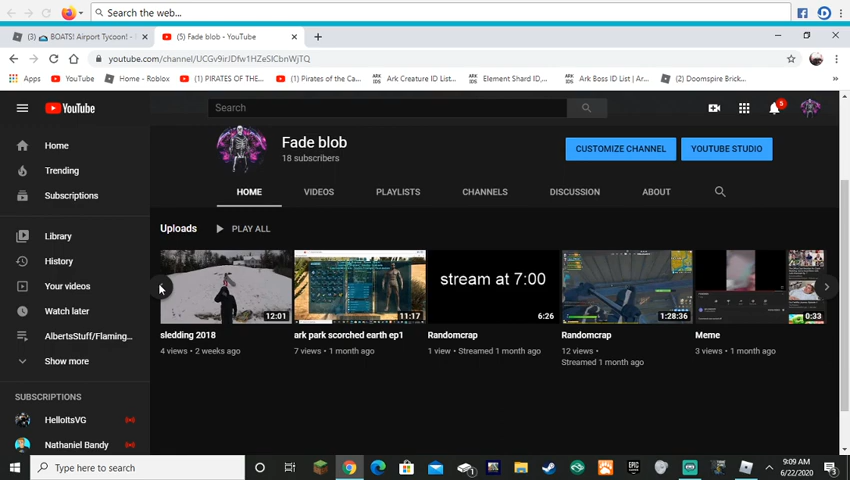 Search the web...
(3) BOATS! Airport Tycoon! -
(5) Fade blob - YouTube
youtube.com/channel/UCGv9irJDfw1HZeSICbnWjTQ
Apps YouTube Home - Roblox (1) PIRATES OF THE... (1) Pirates of the Ca... Ark Creature ID List... Element Shard ID,... Ark Boss ID List | Ar... (2) Doomspire Brick...
YouTube
Search
5
Home
Trending
Subscriptions
Library
History
Your videos
Watch later
AlbertsStuff/Flaming...
Show more
SUBSCRIPTIONS
HelloItsVG
Nathaniel Bandy
Fade blob
18 subscribers
CUSTOMIZE CHANNEL YOUTUBE STUDIO
HOME VIDEOS PLAYLISTS CHANNELS DISCUSSION ABOUT
Uploads PLAY ALL
12:01
sledding 2018
4 views • 2 weeks ago
11:17
ark park scorched earth ep1
7 views • 1 month ago
stream at 7:00
6:26
Randomcrap
1 view • Streamed 1 month ago
1:28:36
Randomcrap
12 views •
Streamed 1 month ago
0:33
Meme
3 views • 1 month ago
Type here to search
EPIC
9:09 AM
6/22/2020
3